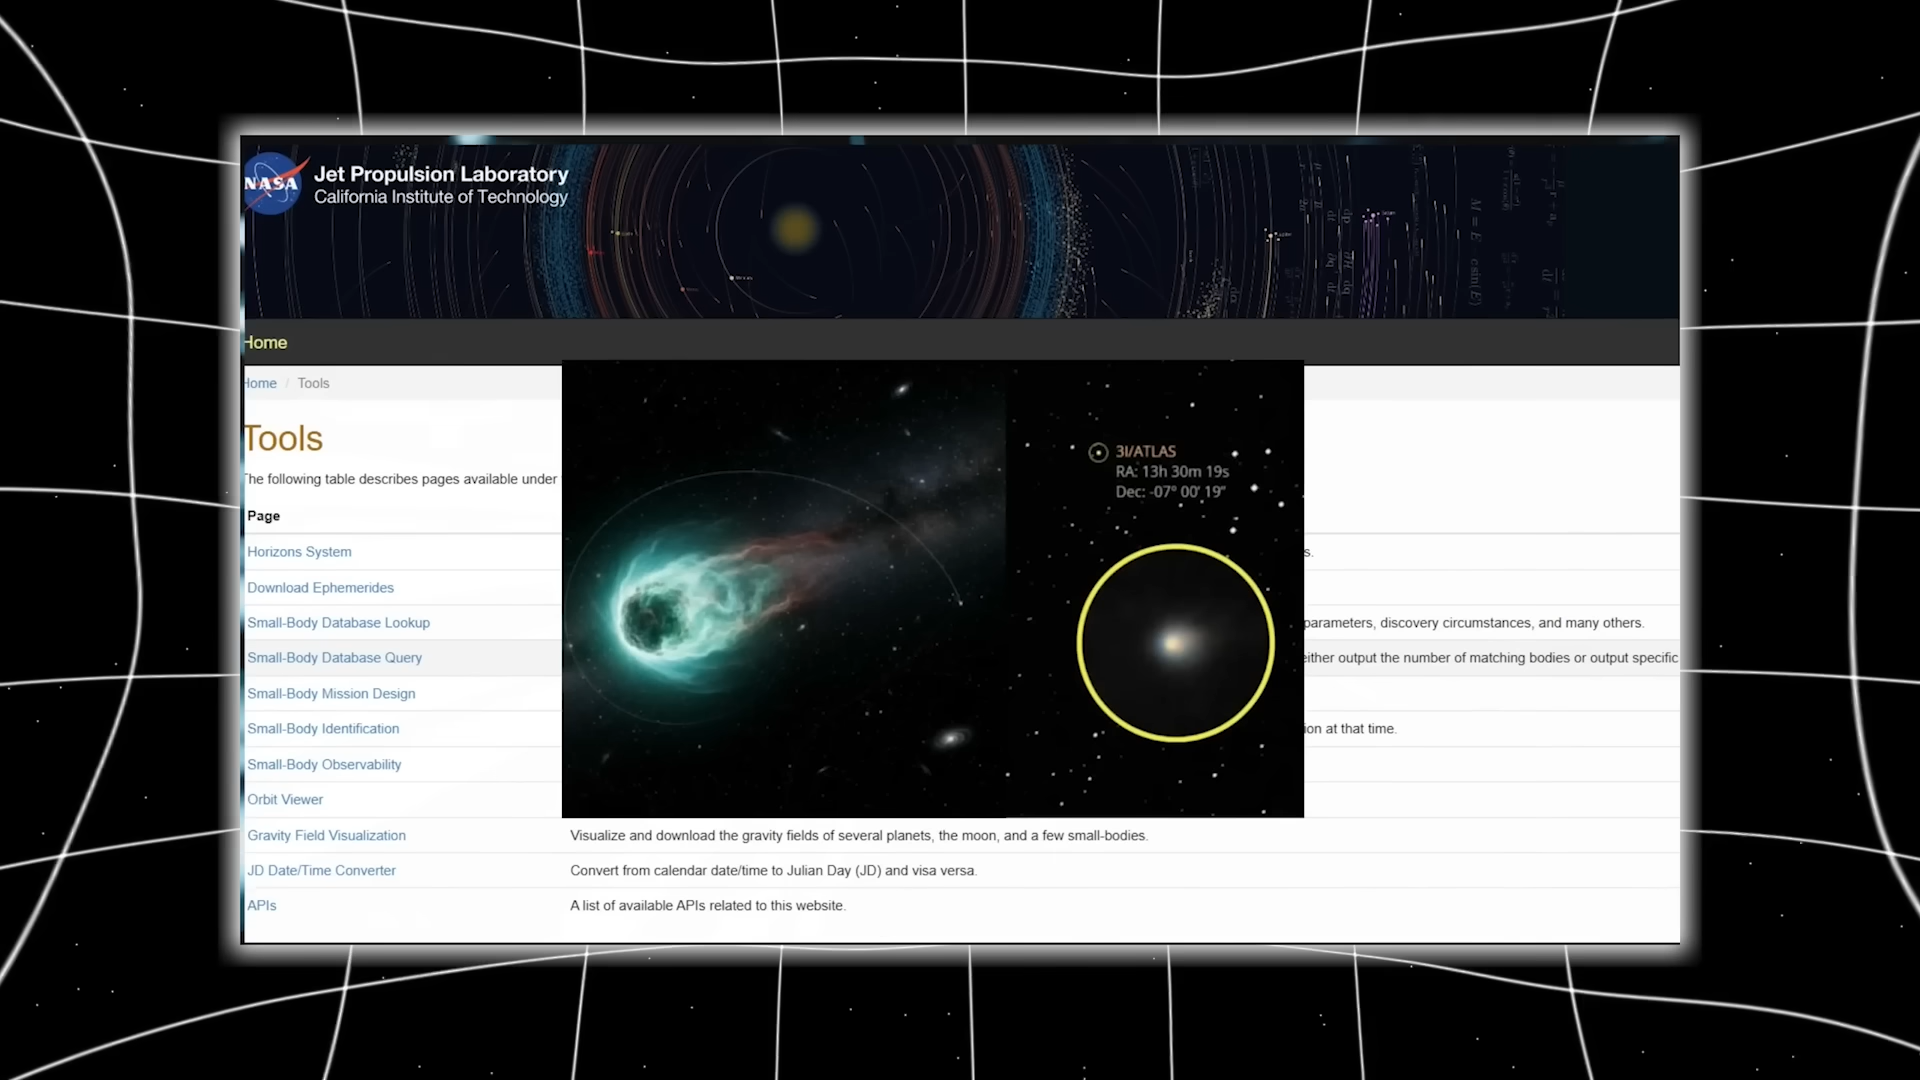 NASA
Jet Propulsion Laboratory
California Institute of Technology
Home
Home / Tools
Tools
The following table describes pages available under
Page
3I/ATLAS
RA: 13h 30m 19s
Dec: -07° 00' 19"
Horizons System
s.
Download Ephemerides
Small-Body Database Lookup
parameters, discovery circumstances, and many others.
Small-Body Database Query
either output the number of matching bodies or output specific
Small-Body Mission Design
Small-Body Identification
ion at that time.
Small-Body Observability
Orbit Viewer
Gravity Field Visualization
Visualize and download the gravity fields of several planets, the moon, and a few small-bodies.
JD Date/Time Converter
Convert from calendar date/time to Julian Day (JD) and visa versa.
APIs
A list of available APIs related to this website.